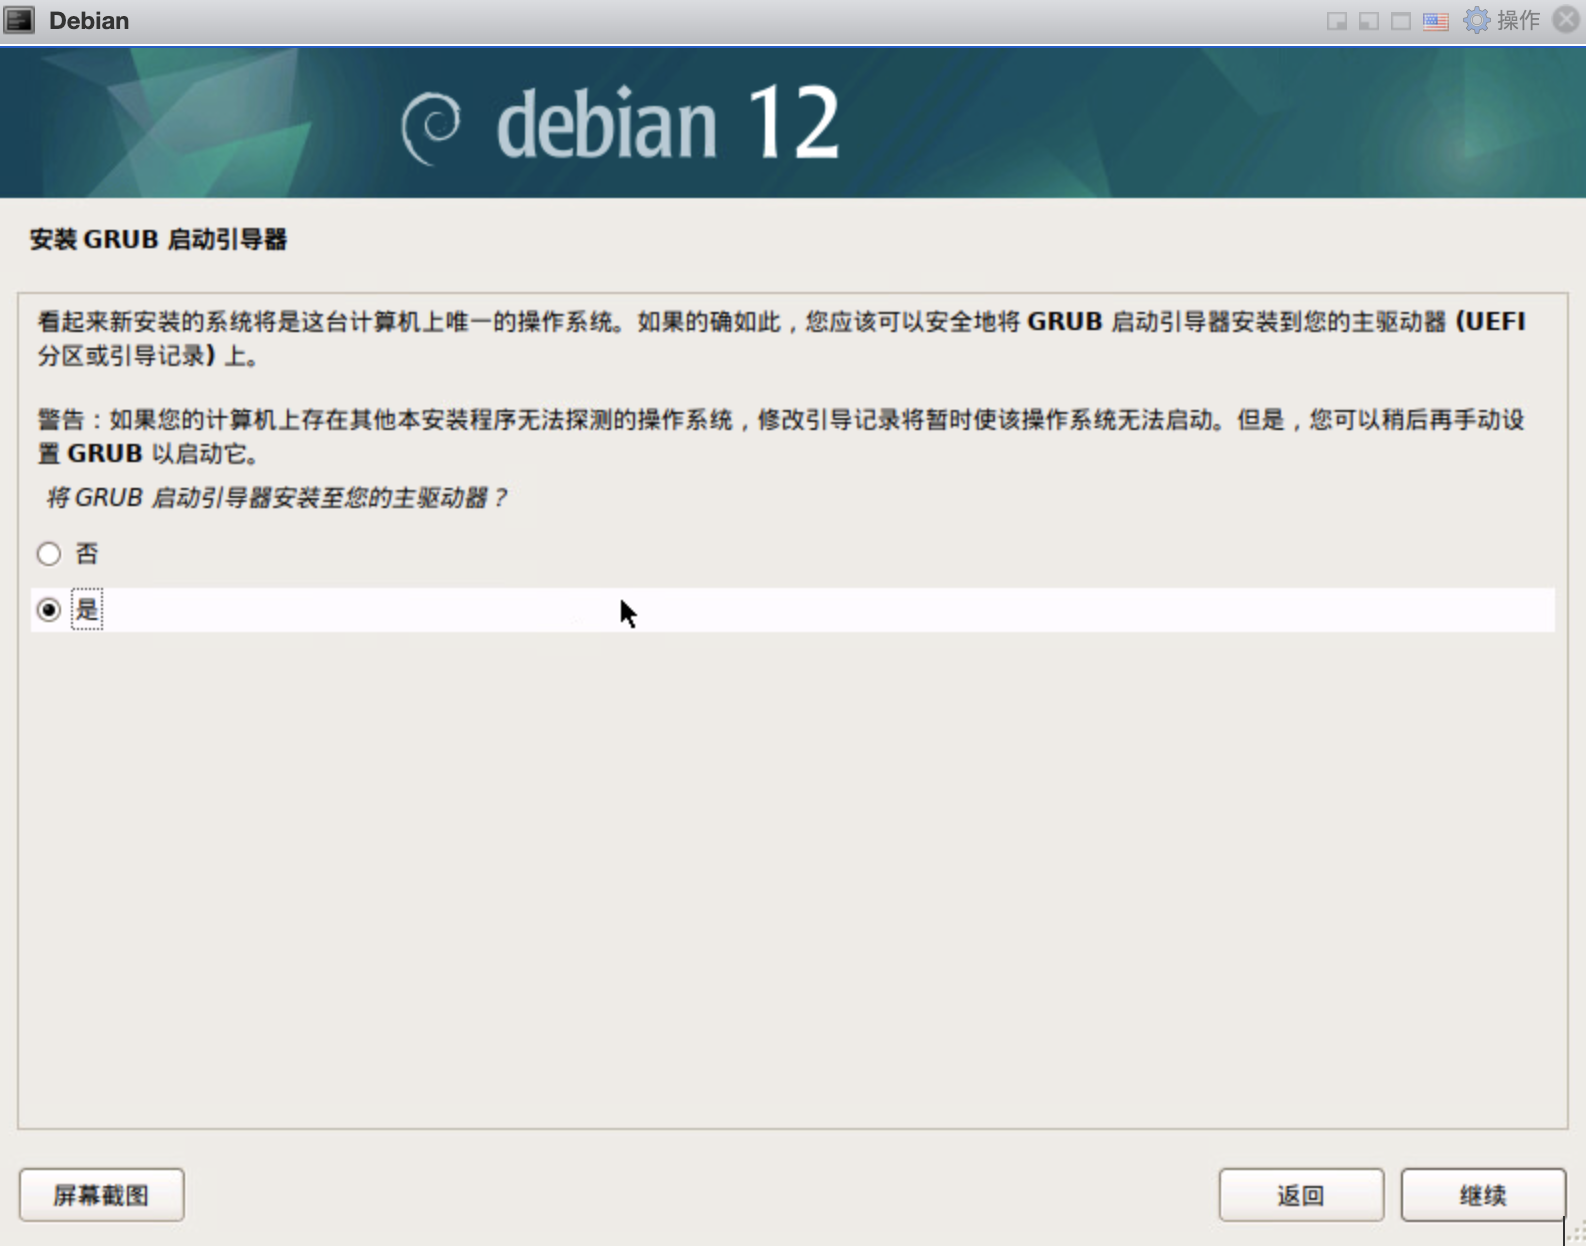 Debian
操作
debian 12
安装 GRUB 启动引导器
看起来新安装的系统将是这台计算机上唯一的操作系统。如果的确如此，您应该可以安全地将 GRUB 启动引导器安装到您的主驱动器 (UEFI
分区或引导记录) 上。
警告：如果您的计算机上存在其他本安装程序无法探测的操作系统，修改引导记录将暂时使该操作系统无法启动。但是，您可以稍后再手动设
置 GRUB 以启动它。
将 GRUB 启动引导器安装至您的主驱动器？
否
是
屏幕截图
返回
继续